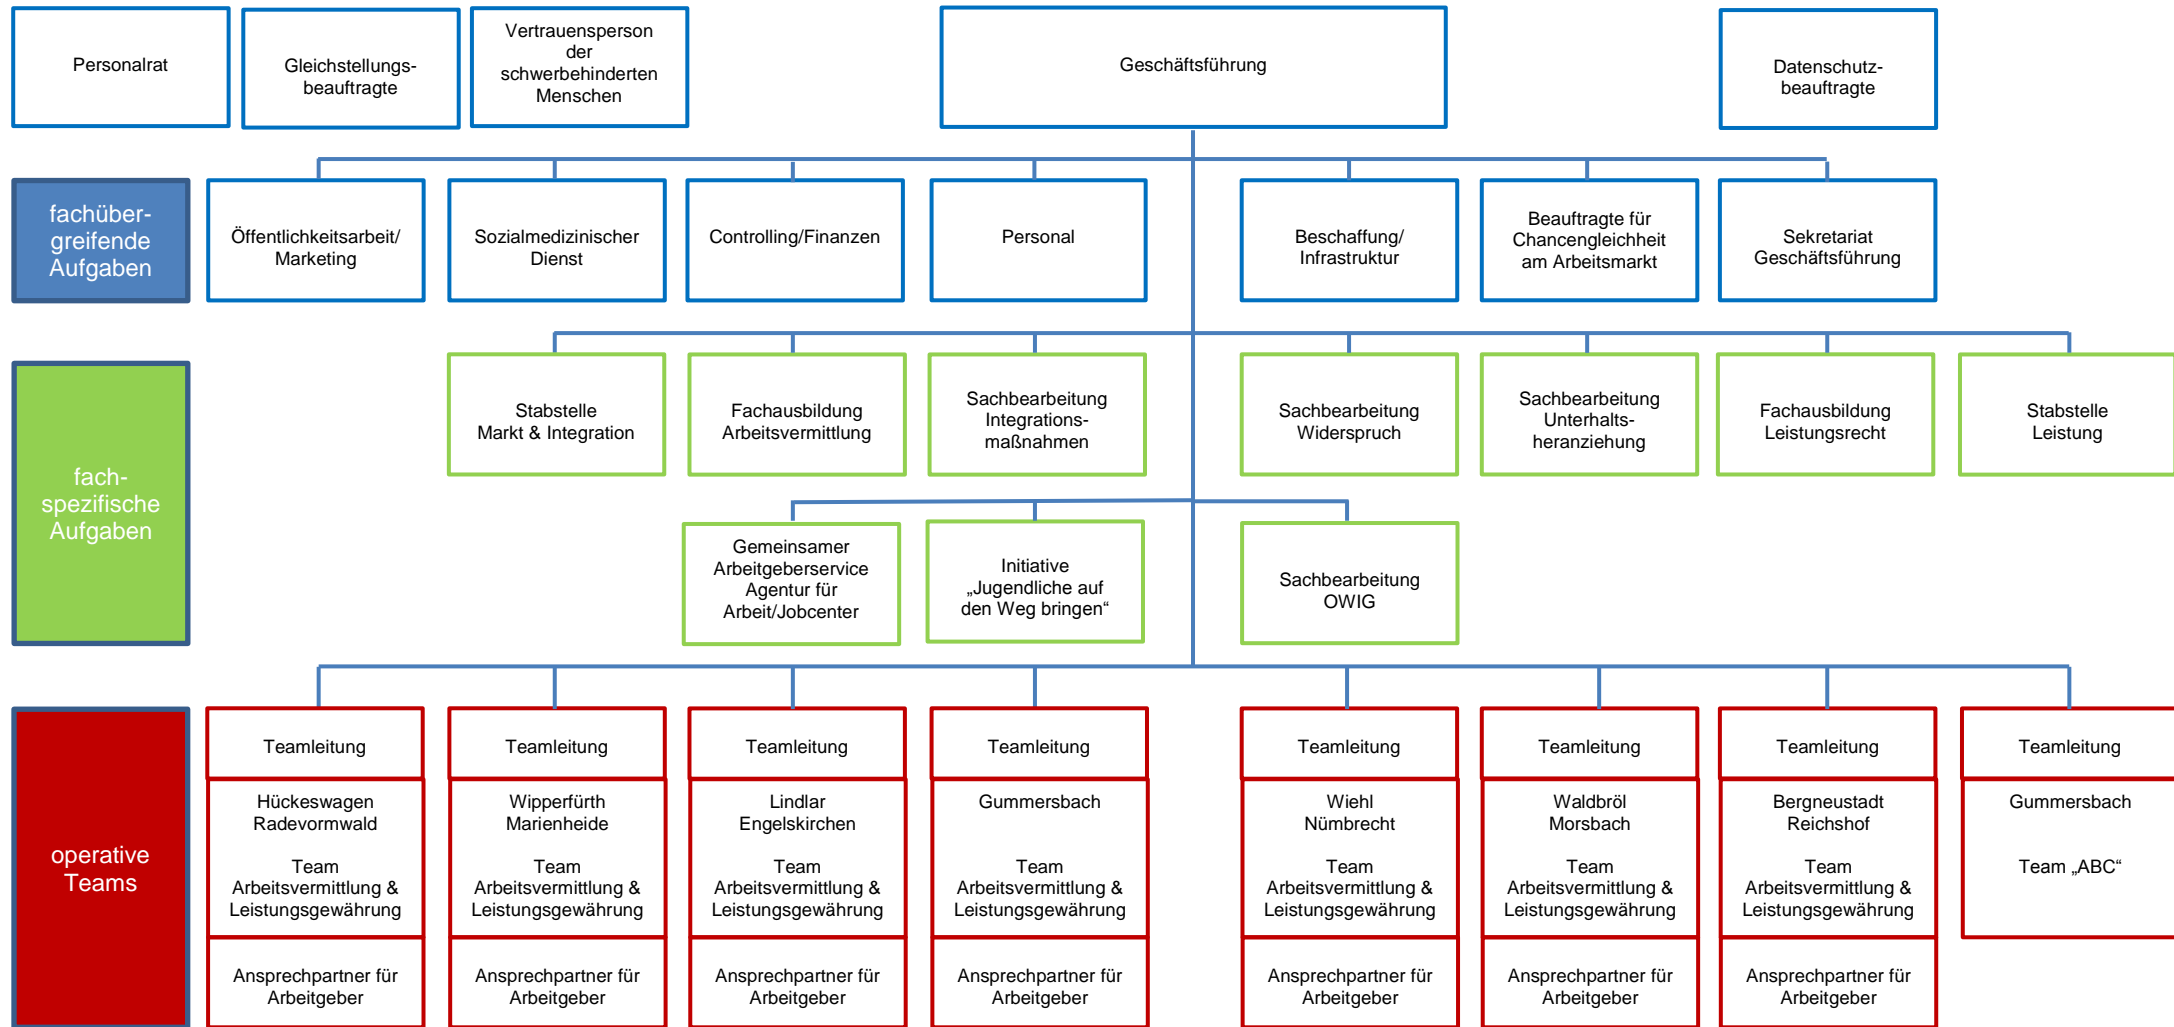 Personalrat
Gleichstellungs-
beauftragte
Vertrauensperson
der
schwerbehinderten
Menschen
Geschäftsführung
Datenschutz-
beauftragte
fachüber-
greifende
Aufgaben
Öffentlichkeitsarbeit/
Marketing
Sozialmedizinischer
Dienst
Controlling/Finanzen
Personal
Beschaffung/
Infrastruktur
Beauftragte für
Chancengleichheit
am Arbeitsmarkt
Sekretariat
Geschäftsführung
fach-
spezifische
Aufgaben
Stabstelle
Markt & Integration
Fachausbildung
Arbeitsvermittlung
Sachbearbeitung
Integrations-
maßnahmen
Sachbearbeitung
Widerspruch
Sachbearbeitung
Unterhalts-
heranziehung
Fachausbildung
Leistungsrecht
Stabstelle
Leistung
Gemeinsamer
Arbeitgeberservice
Agentur für
Arbeit/Jobcenter
Initiative
„Jugendliche auf
den Weg bringen“
Sachbearbeitung
OWIG
operative
Teams
Teamleitung
Hückeswagen
Radevormwald
Team
Arbeitsvermittlung &
Leistungsgewährung
Ansprechpartner für
Arbeitgeber
Teamleitung
Wipperfürth
Marienheide
Team
Arbeitsvermittlung &
Leistungsgewährung
Ansprechpartner für
Arbeitgeber
Teamleitung
Lindlar
Engelskirchen
Team
Arbeitsvermittlung &
Leistungsgewährung
Ansprechpartner für
Arbeitgeber
Teamleitung
Gummersbach
Team
Arbeitsvermittlung &
Leistungsgewährung
Ansprechpartner für
Arbeitgeber
Teamleitung
Wiehl
Nümbrecht
Team
Arbeitsvermittlung &
Leistungsgewährung
Ansprechpartner für
Arbeitgeber
Teamleitung
Waldbröl
Morsbach
Team
Arbeitsvermittlung &
Leistungsgewährung
Ansprechpartner für
Arbeitgeber
Teamleitung
Bergneustadt
Reichshof
Team
Arbeitsvermittlung &
Leistungsgewährung
Ansprechpartner für
Arbeitgeber
Teamleitung
Gummersbach
Team „ABC“